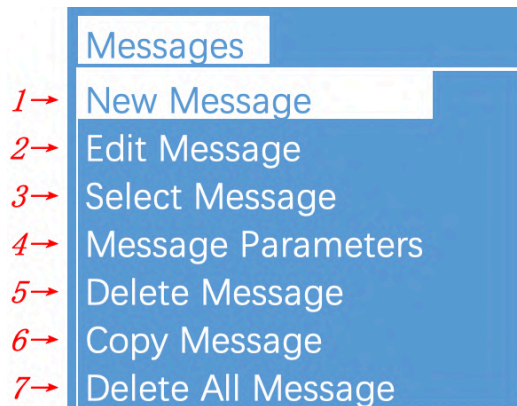 Messages
1→ New Message
2→ Edit Message
3→ Select Message
4→ Message Parameters
5→ Delete Message
6→ Copy Message
7→ Delete All Message